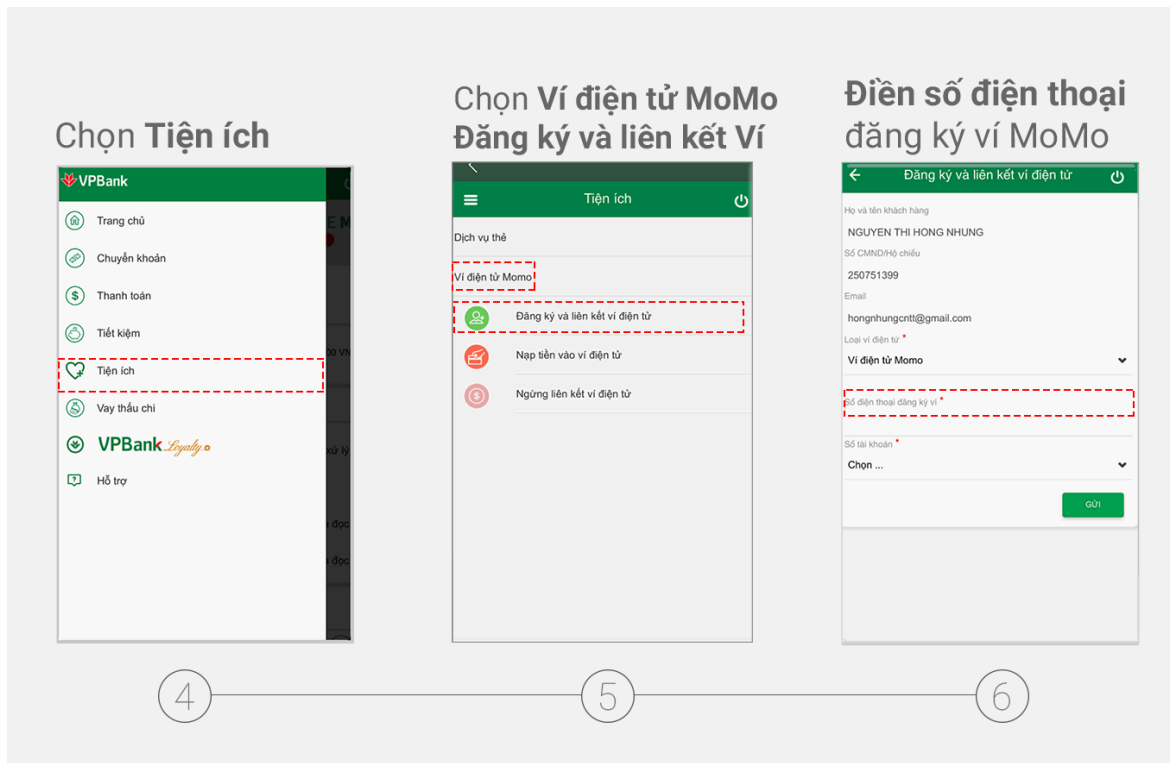 Chọn Tiện ích
VPBank
Trang chủ
Chuyển khoản
Thanh toán
Tiết kiệm
Tiện ích
Vay thấu chi
VPBank Loyalty
Hỗ trợ
E M
00 VN
xử lý
đọc
đọc
4
Chọn Ví điện tử MoMo
Đăng ký và liên kết Ví
Tiện ích
Dịch vụ thẻ
Ví điện tử Momo
Đăng ký và liên kết ví điện tử
Nạp tiền vào ví điện tử
Ngừng liên kết ví điện tử
5
Điền số điện thoại
đăng ký ví MoMo
Đăng ký và liên kết ví điện tử
Họ và tên khách hàng
NGUYEN THI HONG NHUNG
Số CMND/Hộ chiếu
250751399
Email
hongnhungcntt@gmail.com
Loại ví điện tử *
Ví điện tử Momo
Số điện thoại đăng ký ví *
Số tài khoản *
Chọn ...
GỬI
6